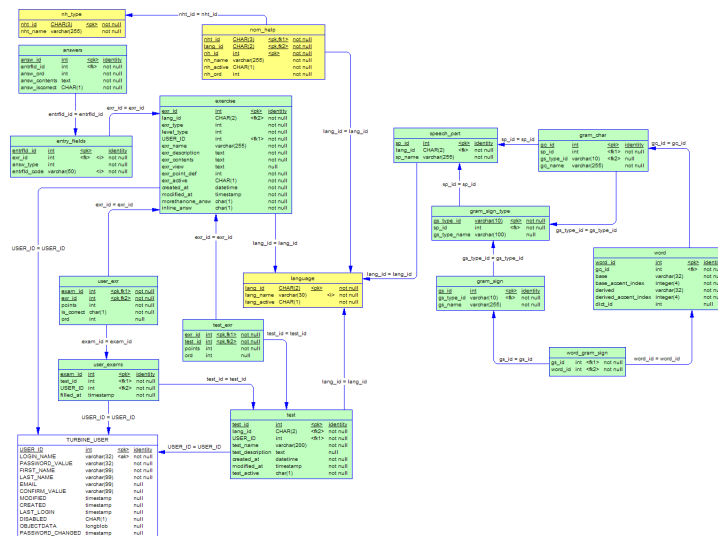 nh_type
nht_id CHAR(3) <pk> not null
nht_name varchar(255) not null
nht_id = nht_id
nom_help
nht_id CHAR(3) <pk,fk1> not null
lang_id CHAR(2) <pk,fk2> not null
nh_id int <pk> not null
nh_name varchar(255) not null
nh_active CHAR(1) not null
nh_ord int not null
answers
answ_id int <pk> identity
entrfld_id int <fk> not null
answ_ord int not null
answ_contents text not null
answ_iscorrect CHAR(1) not null
entrfld_id = entrfld_id
exr_id = exr_id
entry_fields
entrfld_id int <pk> identity
exr_id int <fk> <i> not null
answ_type int not null
entrfld_code varchar(50) <i> not null
exercise
exr_id int <pk> identity
lang_id CHAR(2) <fk2> not null
exr_type int not null
level_type int not null
USER_ID int <fk1> not null
exr_name varchar(255) not null
exr_description text not null
exr_contents text not null
exr_view text null
exr_point_def int not null
exr_active CHAR(1) not null
created_at datetime not null
modified_at timestamp not null
morethanone_answ char(1) not null
inline_answ char(1) not null
lang_id = lang_id
speech_part
sp_id int <pk> identity
lang_id CHAR(2) <fk> not null
sp_name varchar(255) not null
sp_id = sp_id
gram_char
gc_id int <pk> identity
sp_id int <fk1> not null
gs_type_id varchar(10) <fk2> null
gc_name varchar(255) not null
gc_id = gc_id
sp_id = sp_id
gs_type_id = gs_type_id
gram_sign_type
gs_type_id varchar(10) <pk> not null
sp_id int <fk> not null
gs_type_name varchar(100) null
gs_type_id = gs_type_id
exr_id = exr_id
USER_ID = USER_ID
exr_id = exr_id
lang_id = lang_id
lang_id = lang_id
word
word_id int <pk> identi
gc_id int <fk> not nu
base varchar(32) not nu
base_accent_index Integer(4) not nu
derived varchar(32) not nu
derived_accent_index Integer(4) not nu
dict_id int null
user_exr
exam_id int <pk,fk1> not null
exr_id int <pk,fk2> not null
points int not null
is_correct char(1) not null
ord int null
language
lang_id CHAR(2) <pk> not null
lang_name varchar(30) <i> not null
lang_active CHAR(1) not null
gram_sign
gs_id int <pk> identity
gs_type_id varchar(10) <fk> not null
gs_name varchar(255) not null
test_exr
exr_id int <pk,fk1> not null
test_id int <pk,fk2> not null
points int not null
ord int null
test_id = test_id
exam_id = exam_id
gs_id = gs_id
word_gram_sign
gs_id int <fk1> not null
word_id int <fk2> not null
word_id = word_id
user_exams
exam_id int <pk> identity
test_id int <fk1> not null
USER_ID int <fk2> not null
filled_at timestamp not null
test_id = test_id
lang_id = lang_id
USER_ID = USER_ID
USER_ID = USER_ID
test
test_id int <pk> identity
lang_id CHAR(2) <fk2> not null
USER_ID int <fk1> not null
test_name varchar(200) not null
test_description text null
created_at datetime not null
modified_at timestamp not null
test_active char(1) not null
TURBINE_USER
USER_ID int <pk> identity
LOGIN_NAME varchar(32) <ak> not null
PASSWORD_VALUE varchar(32) not null
FIRST_NAME varchar(99) not null
LAST_NAME varchar(99) not null
EMAIL varchar(99) null
CONFIRM_VALUE varchar(99) null
MODIFIED timestamp null
CREATED timestamp null
LAST_LOGIN timestamp null
DISABLED CHAR(1) null
OBJECTDATA longblob null
PASSWORD_CHANGED timestamp null